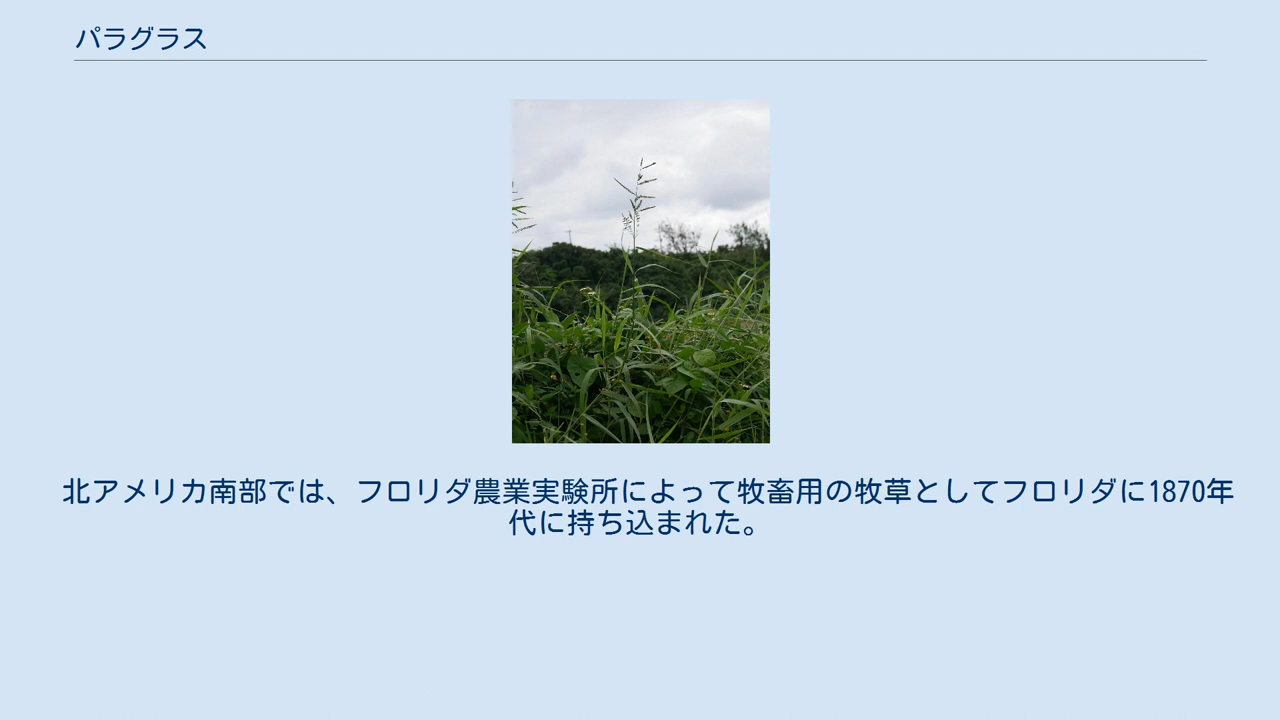 パラグラス
北アメリカ南部では、フロリダ農業実験所によって牧畜用の牧草としてフロリダに1870年
代に持ち込まれた。